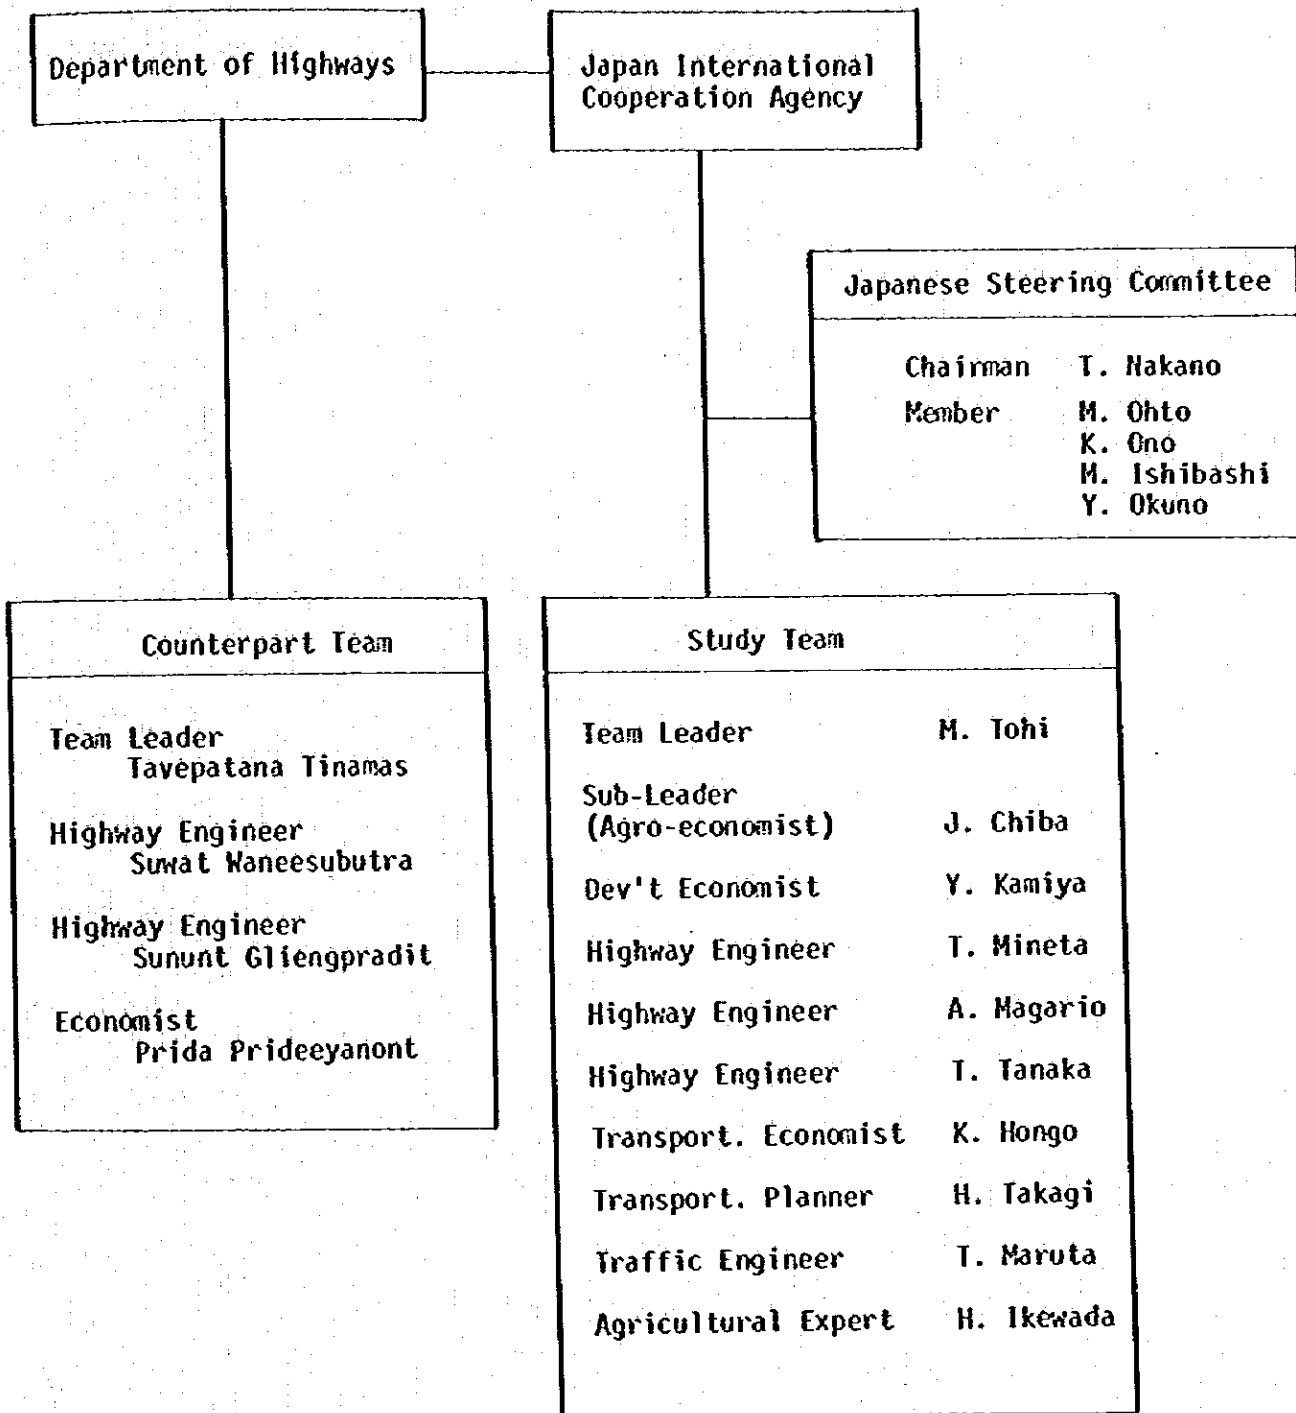 Department of Highways
Japan International
Cooperation Agency
Japanese Steering Committee
Chairman T. Nakano
Member M. Ohto
K. Ono
M. Ishibashi
Y. Okuno
Counterpart Team
Team Leader
Tavepatana Tinamas
Highway Engineer
Suwat Waneesubutra
Highway Engineer
Sununt Gliengpradit
Economist
Prida Prideeyanont
Study Team
Team Leader M. Tohi
Sub-Leader
(Agro-economist) J. Chiba
Dev't Economist Y. Kamiya
Highway Engineer T. Mineta
Highway Engineer A. Magario
Highway Engineer T. Tanaka
Transport. Economist K. Hongo
Transport. Planner H. Takagi
Traffic Engineer T. Maruta
Agricultural Expert H. Ikewada